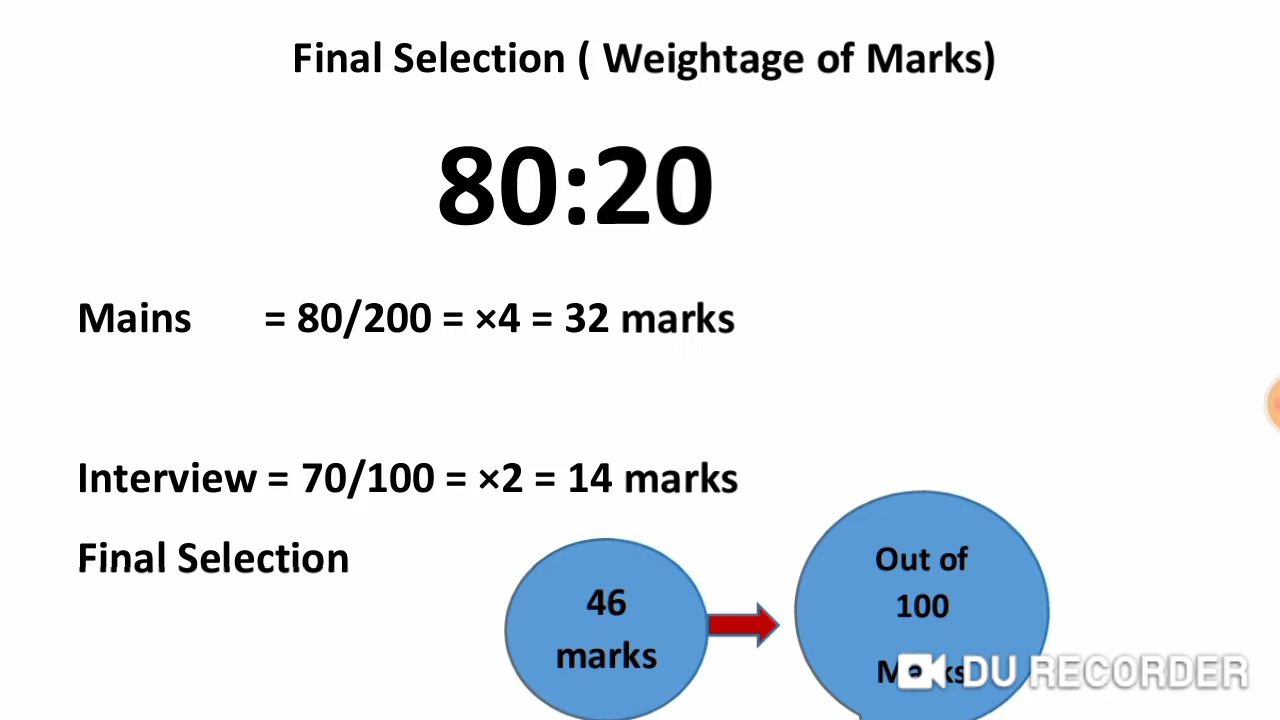 Final Selection ( Weightage of Marks)
80:20
Mains = 80/200 = ×4 = 32 marks
Interview = 70/100 = ×2 = 14 marks
Final Selection
46
marks
Out of
100
Marks
DU RECORDER